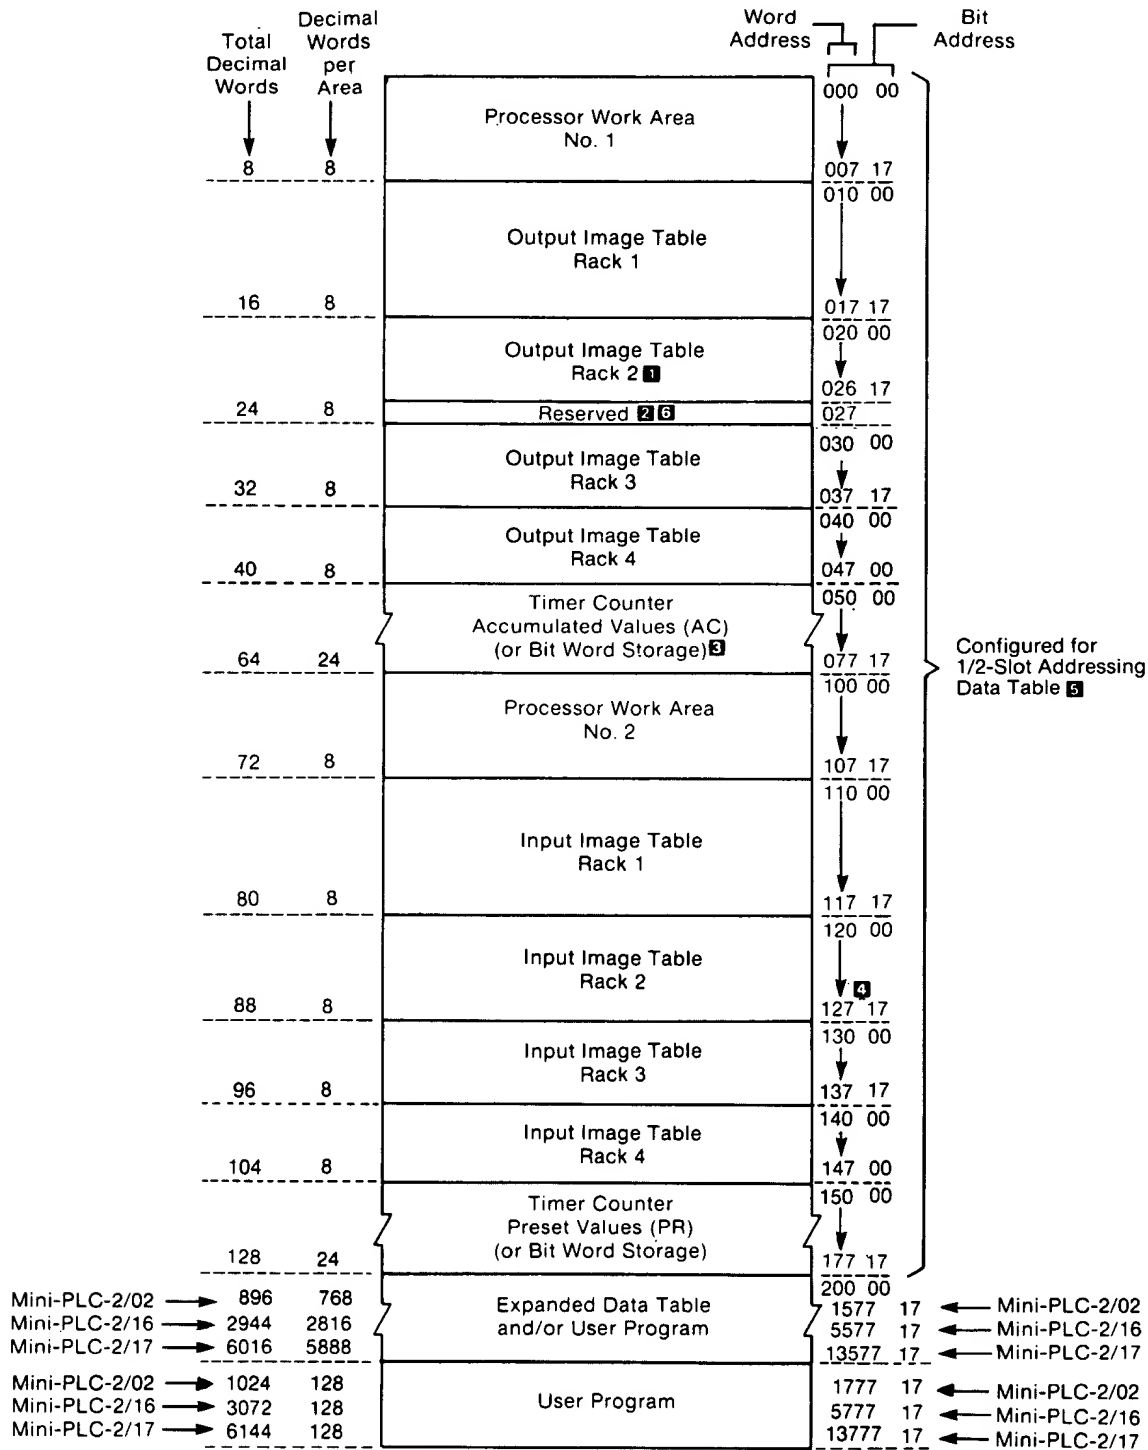 Total
Decimal
Words
Decimal
Words
per
Area
Word
Address
Bit
Address
000 00
Processor Work Area
No. 1
8 8
007 17
010 00
Output Image Table
Rack 1
16 8
017 17
020 00
Output Image Table
Rack 2 1
026 17
24 8
Reserved 2 6
027
030 00
Output Image Table
Rack 3
32 8
037 17
040 00
Output Image Table
Rack 4
40 8
047 00
050 00
Timer Counter
Accumulated Values (AC)
(or Bit Word Storage) 3
64 24
077 17
100 00
Configured for
1/2-Slot Addressing
Data Table 5
Processor Work Area
No. 2
72 8
107 17
110 00
Input Image Table
Rack 1
80 8
117 17
120 00
Input Image Table
Rack 2
4
88 8
127 17
130 00
Input Image Table
Rack 3
96 8
137 17
140 00
Input Image Table
Rack 4
104 8
147 00
150 00
Timer Counter
Preset Values (PR)
(or Bit Word Storage)
128 24
177 17
200 00
Expanded Data Table
and/or User Program
Mini-PLC-2/02 896 768 1577 17 Mini-PLC-2/02
Mini-PLC-2/16 2944 2816 5577 17 Mini-PLC-2/16
Mini-PLC-2/17 6016 5888 13577 17 Mini-PLC-2/17
User Program
Mini-PLC-2/02 1024 128 1777 17 Mini-PLC-2/02
Mini-PLC-2/16 3072 128 5777 17 Mini-PLC-2/16
Mini-PLC-2/17 6144 128 13777 17 Mini-PLC-2/17